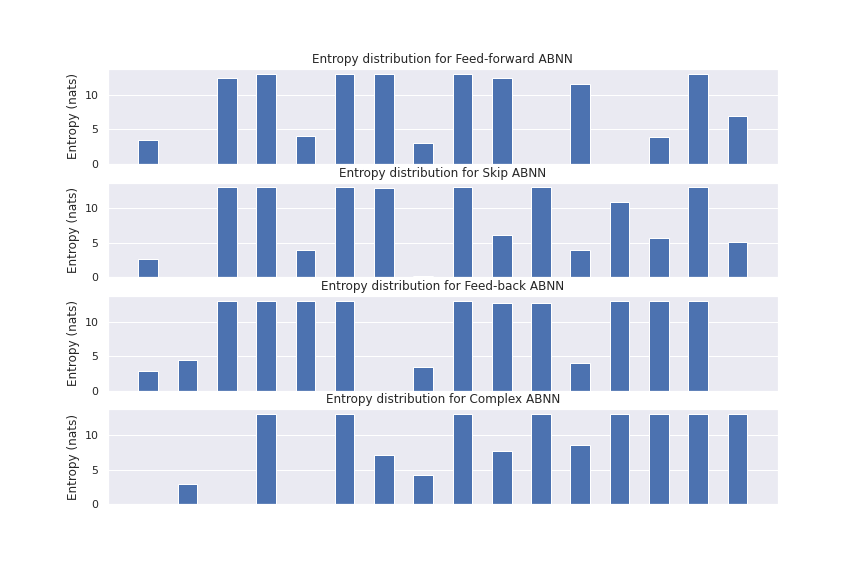 Entropy distribution for Feed-forward ABNN
Entropy (nats)
10
5
0
Entropy distribution for Skip ABNN
Entropy (nats)
10
5
0
Entropy distribution for Feed-back ABNN
Entropy (nats)
10
5
0
Entropy distribution for Complex ABNN
Entropy (nats)
10
5
0